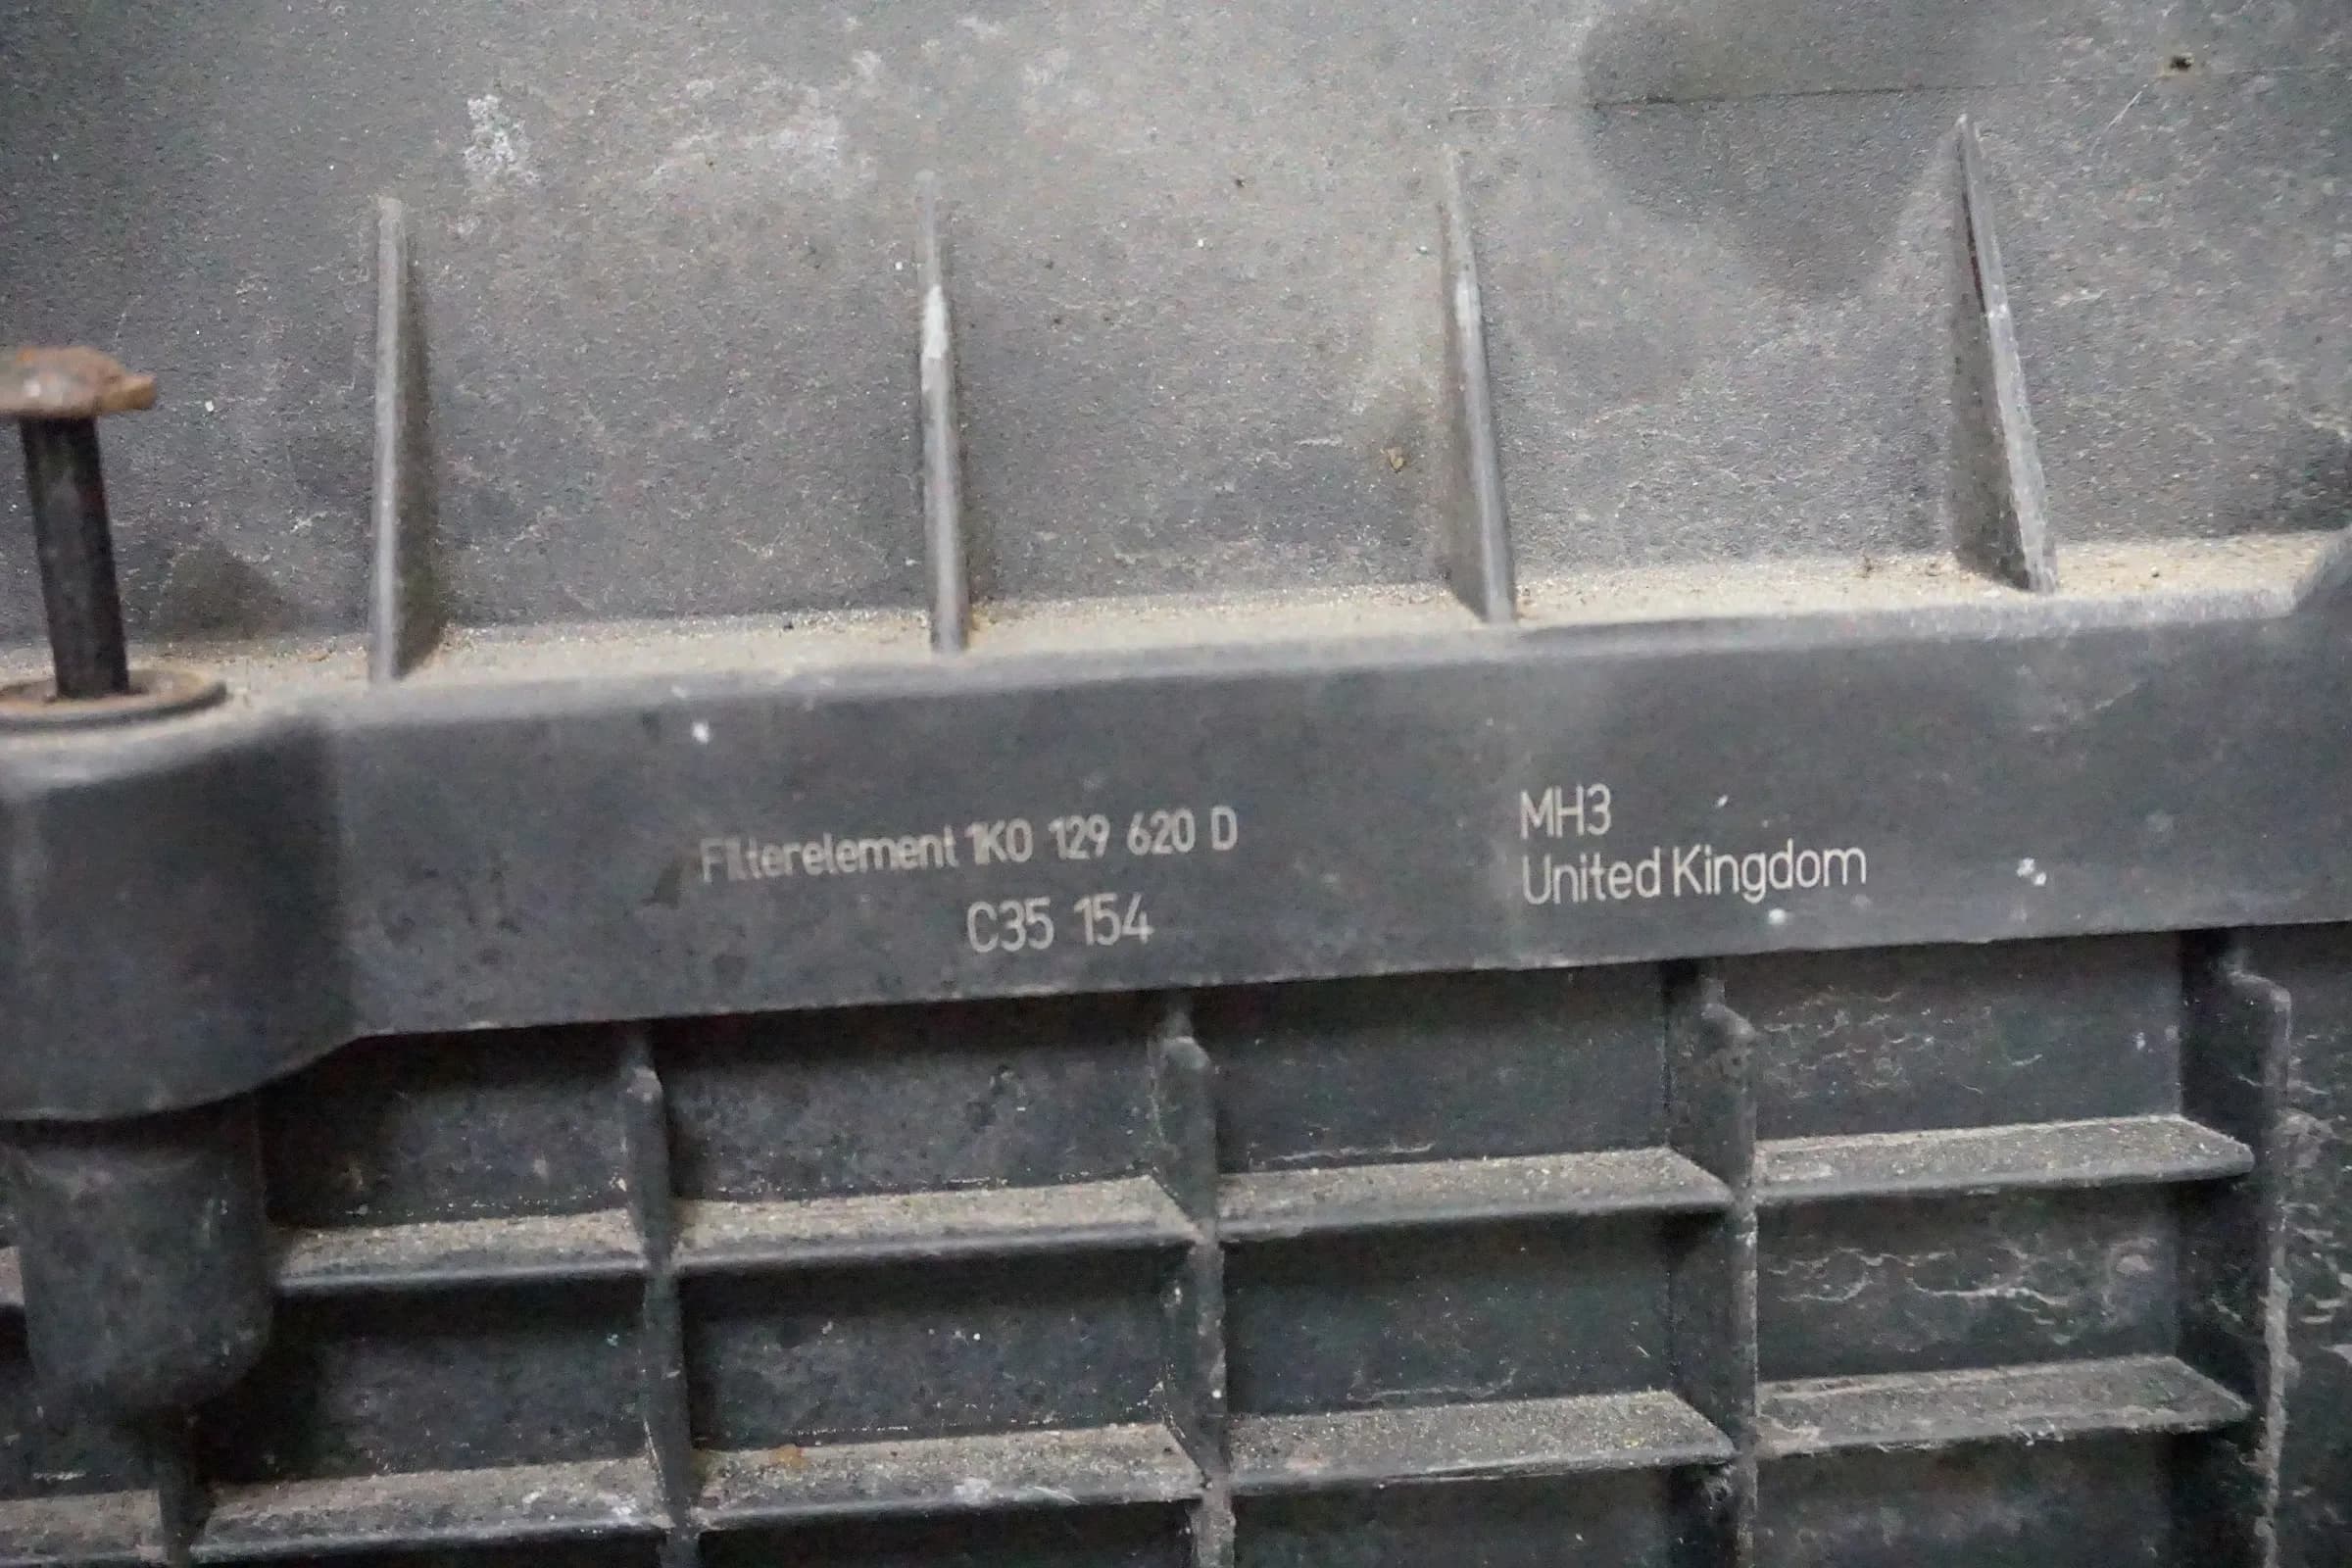 Filterelement 1K0 129 620 D
C35 154
MH3
United Kingdom